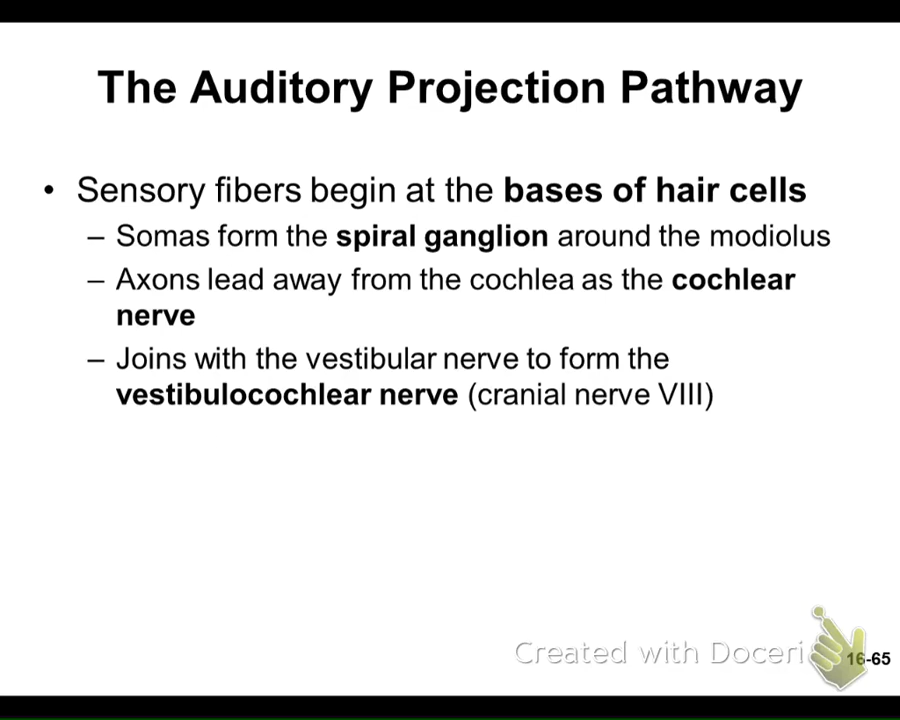 The Auditory Projection Pathway
• Sensory fibers begin at the bases of hair cells
– Somas form the spiral ganglion around the modiolus
– Axons lead away from the cochlea as the cochlear
nerve
– Joins with the vestibular nerve to form the
vestibulocochlear nerve (cranial nerve VIII)
Created with Doceri
16-65